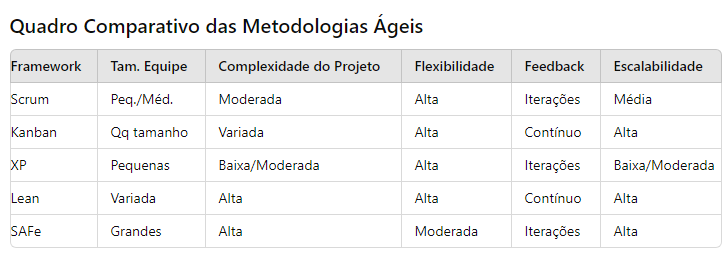 Quadro Comparativo das Metodologias Ágeis
Framework Tam. Equipe Complexidade do Projeto Flexibilidade Feedback Escalabilidade
Scrum Peq./Méd. Moderada Alta Iterações Média
Kanban Qq tamanho Variada Alta Contínuo Alta
XP Pequenas Baixa/Moderada Alta Iterações Baixa/Moderada
Lean Variada Alta Alta Contínuo Alta
SAFe Grandes Alta Moderada Iterações Alta